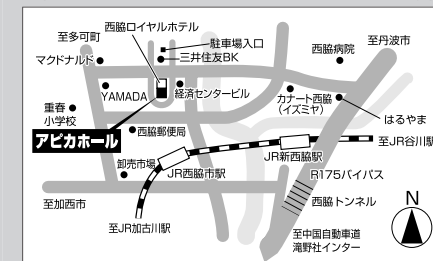 至多可町
西脇ロイヤルホテル
駐車場入口
三井住友BK
マクドナルド
西脇病院
至丹波市
YAMADA
経済センタービル
カナート西脇
(イズミヤ)
重春
小学校
はるやま
アピカホール
西脇郵便局
至JR谷川駅
JR新西脇駅
卸売市場
JR西脇市駅
R175バイパス
至加西市
西脇トンネル
N
至JR加古川駅
至中国自動車道
滝野社インター